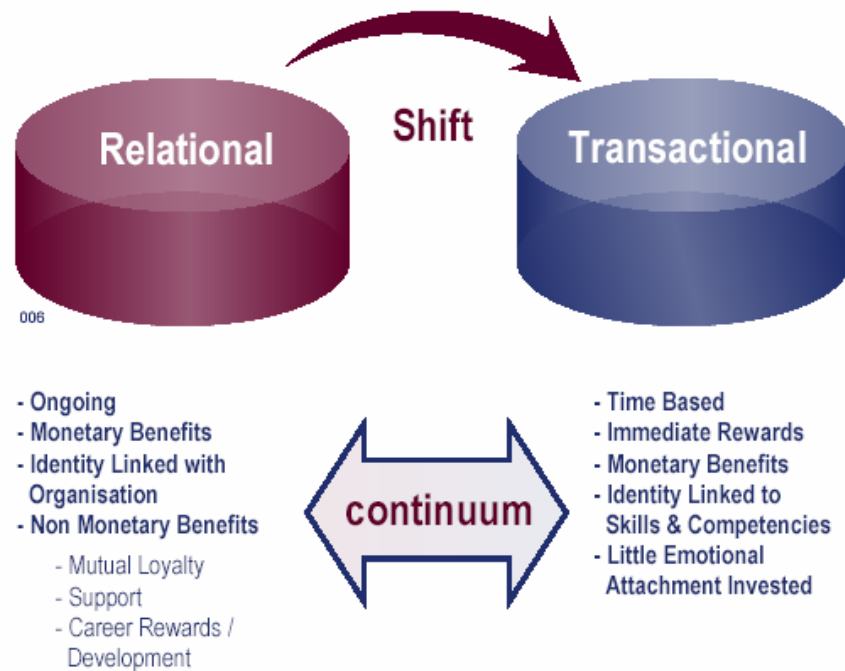 Shift
Relational
Transactional
006
- Ongoing
- Monetary Benefits
- Identity Linked with
Organisation
- Non Monetary Benefits
- Mutual Loyalty
- Support
- Career Rewards /
Development
continuum
- Time Based
- Immediate Rewards
- Monetary Benefits
- Identity Linked to
Skills & Competencies
- Little Emotional
Attachment Invested